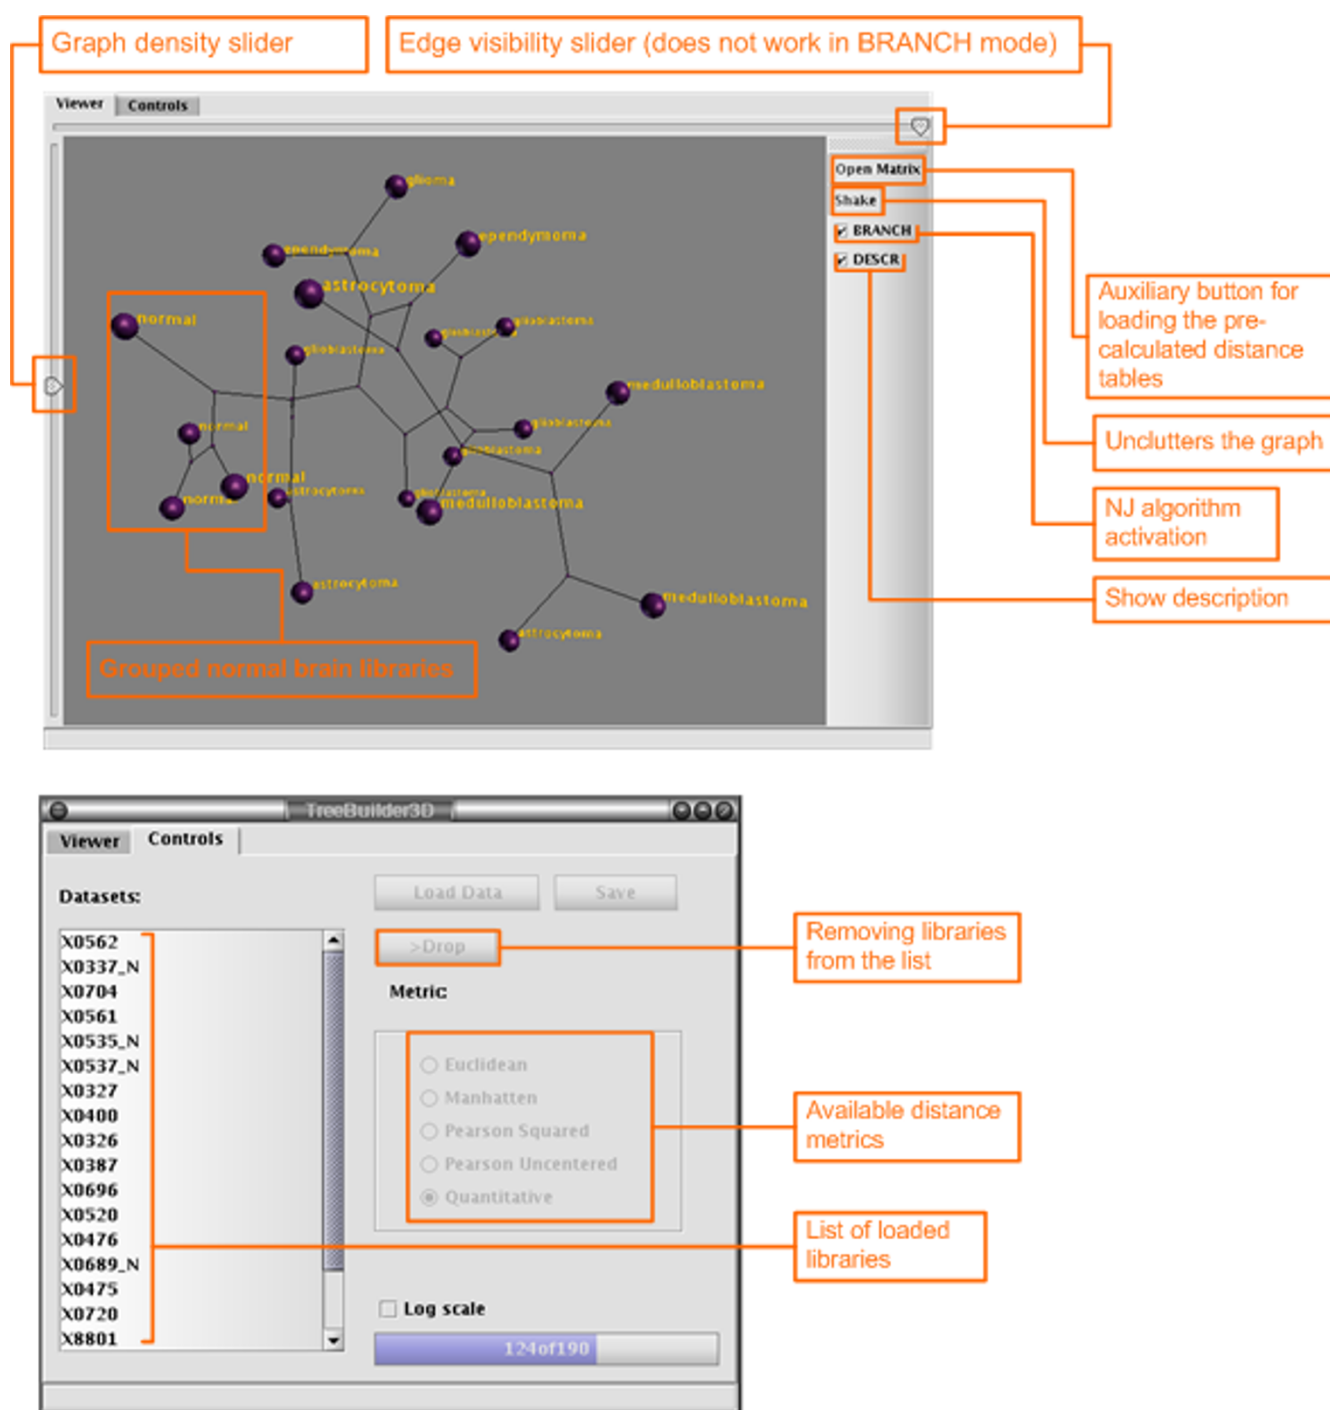 Graph density slider
Edge visibility slider (does not work in BRANCH mode)
Viewer
Controls
Open Matrix
Shake
BRANCH
DESCR
glioma
ependymoma
ependymoma
astrocytoma
normal
glioblastoma
glioblastoma
glioblastoma
medulloblastoma
normal
glioblastoma
glioblastoma
normal
normal
astrocytoma
glioblastoma
medulloblastoma
astrocytoma
medulloblastoma
astrocytoma
Grouped normal brain libraries
Auxiliary button for
loading the pre-
calculated distance
tables
Unclutters the graph
NJ algorithm
activation
Show description
TreeBuilder3D
Viewer
Controls
Datasets:
X0562
X0337_N
X0704
X0561
X0535_N
X0537_N
X0327
X0400
X0326
X0387
X0696
X0520
X0476
X0689_N
X0475
X0720
X8801
Load Data
Save
>Drop
Metric:
Euclidean
Manhatten
Pearson Squared
Pearson Uncentered
Quantitative
Log scale
124of190
Removing libraries
from the list
Available distance
metrics
List of loaded
libraries